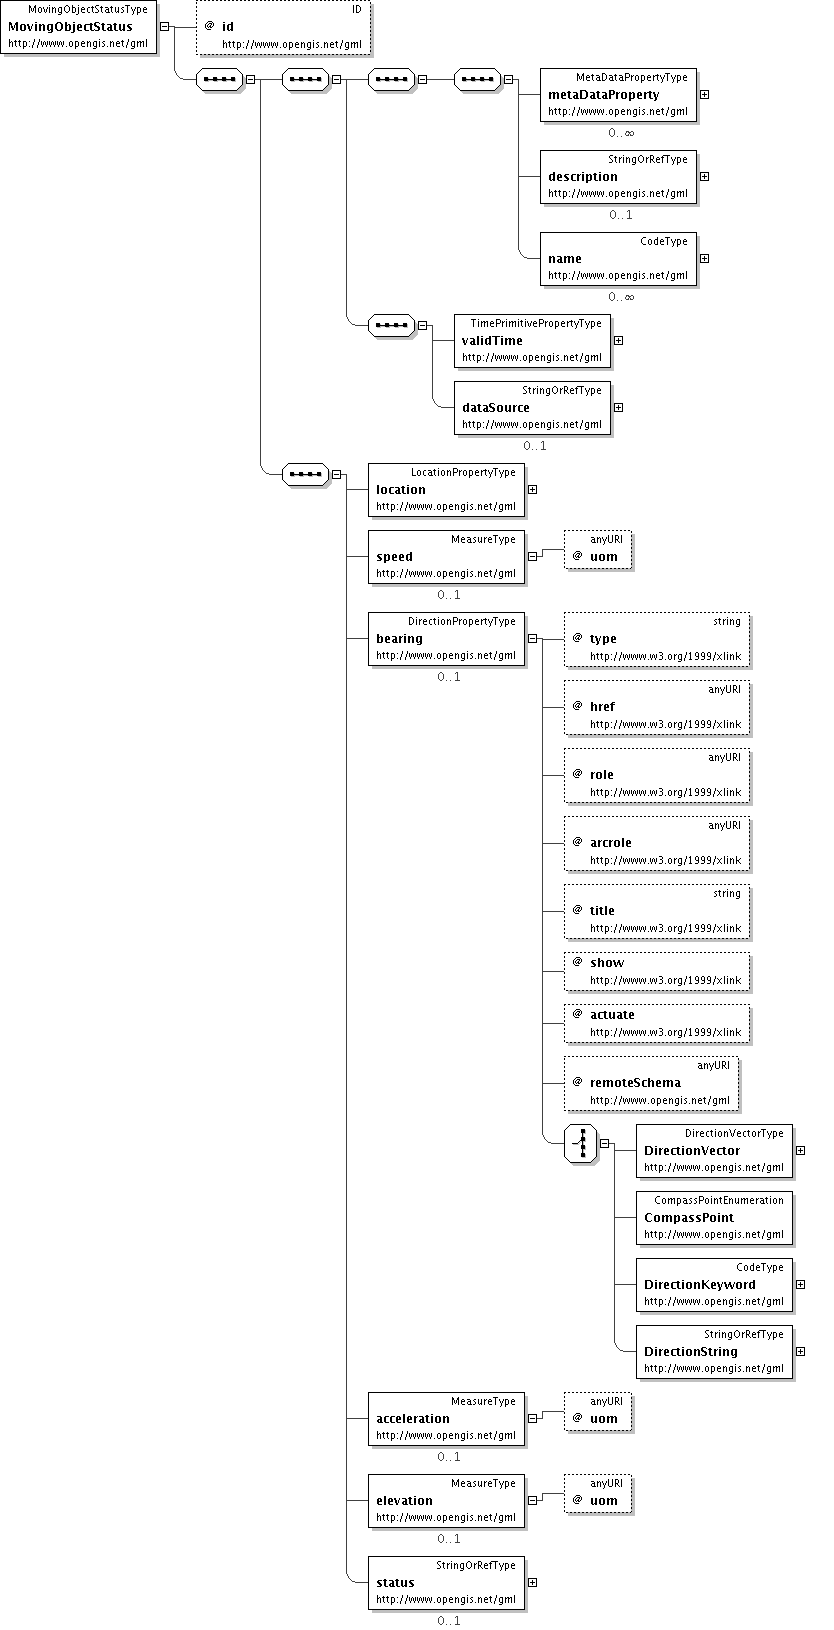 MovingObjectStatusType
MovingObjectStatus
http://www.opengis.net/gml
ID
@ id
http://www.opengis.net/gml
MetaDataPropertyType
metaDataProperty
http://www.opengis.net/gml
0..∞
StringOrRefType
description
http://www.opengis.net/gml
0..1
CodeType
name
http://www.opengis.net/gml
0..∞
TimePrimitivePropertyType
validTime
http://www.opengis.net/gml
StringOrRefType
dataSource
http://www.opengis.net/gml
0..1
LocationPropertyType
location
http://www.opengis.net/gml
MeasureType
speed
http://www.opengis.net/gml
0..1
anyURI
@ uom
DirectionPropertyType
bearing
http://www.opengis.net/gml
0..1
string
@ type
http://www.w3.org/1999/xlink
anyURI
@ href
http://www.w3.org/1999/xlink
anyURI
@ role
http://www.w3.org/1999/xlink
anyURI
@ arcrole
http://www.w3.org/1999/xlink
string
@ title
http://www.w3.org/1999/xlink
@ show
http://www.w3.org/1999/xlink
@ actuate
http://www.w3.org/1999/xlink
anyURI
@ remoteSchema
http://www.opengis.net/gml
DirectionVectorType
DirectionVector
http://www.opengis.net/gml
CompassPointEnumeration
CompassPoint
http://www.opengis.net/gml
CodeType
DirectionKeyword
http://www.opengis.net/gml
StringOrRefType
DirectionString
http://www.opengis.net/gml
MeasureType
acceleration
http://www.opengis.net/gml
0..1
anyURI
@ uom
MeasureType
elevation
http://www.opengis.net/gml
0..1
anyURI
@ uom
StringOrRefType
status
http://www.opengis.net/gml
0..1